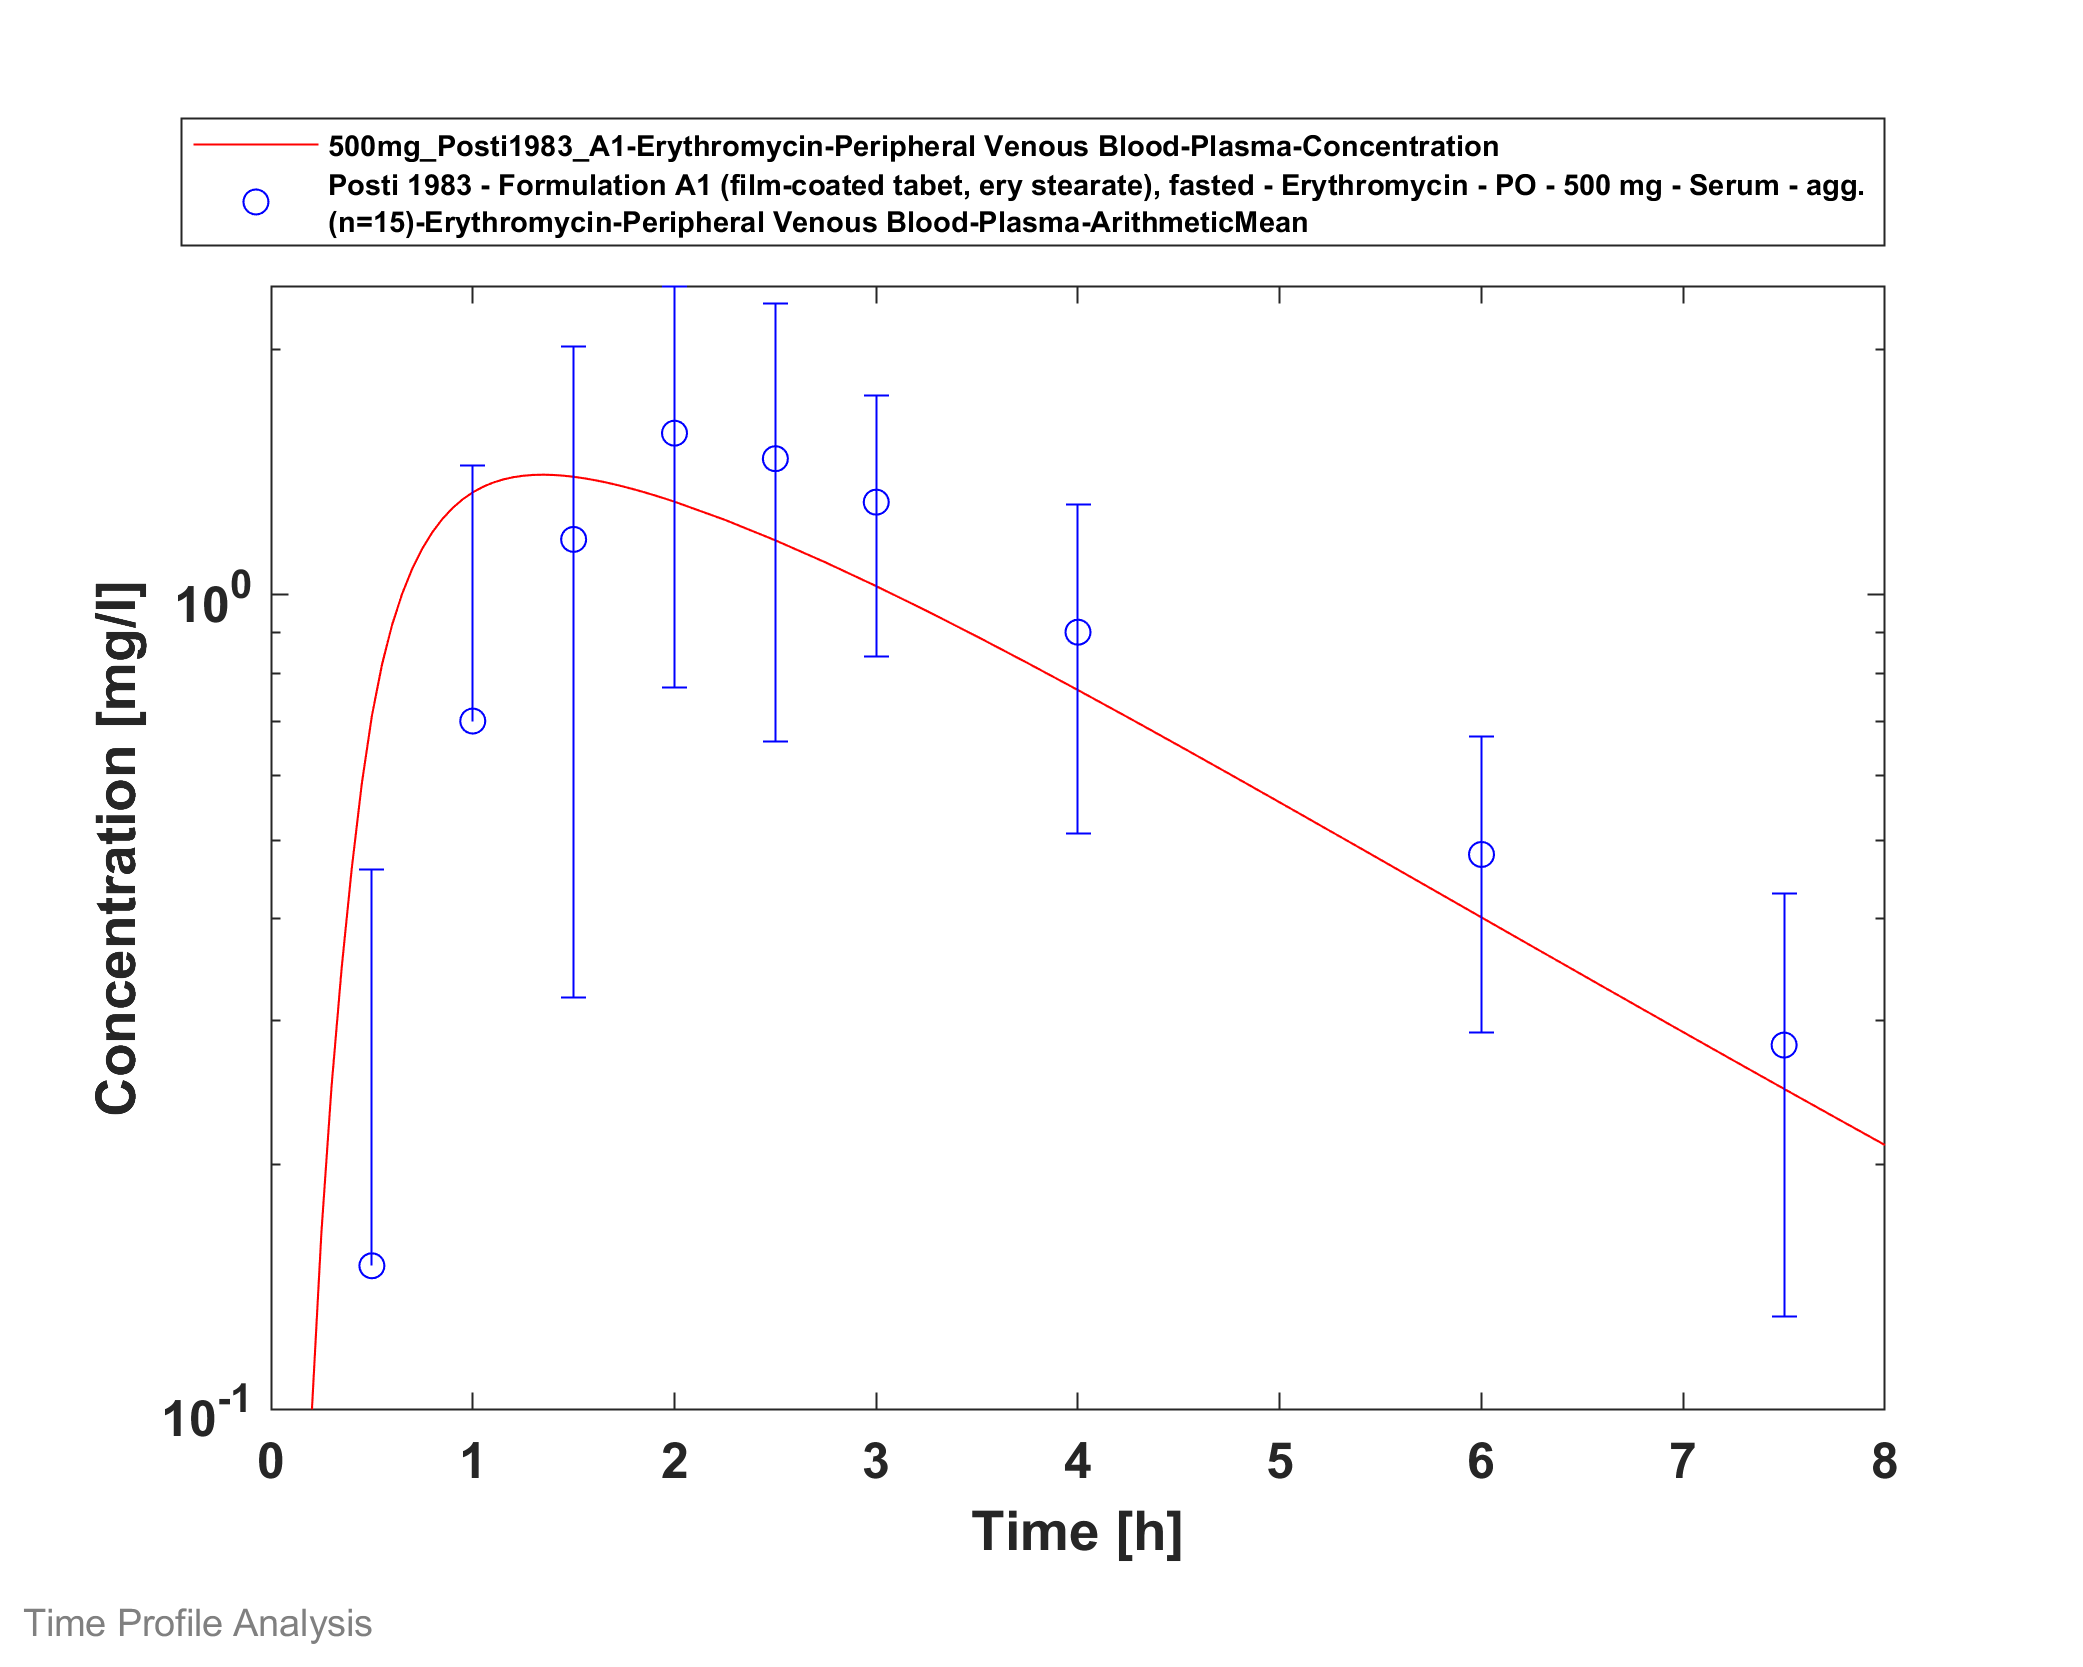 500mg_Posti1983_A1-Erythromycin-Peripheral Venous Blood-Plasma-Concentration
Posti 1983 - Formulation A1 (film-coated tabet, ery stearate), fasted - Erythromycin - PO - 500 mg - Serum - agg.
(n=15)-Erythromycin-Peripheral Venous Blood-Plasma-ArithmeticMean
Concentration [mg/l]
10^0
10^-1
0 1 2 3 4 5 6 7 8
Time [h]
Time Profile Analysis